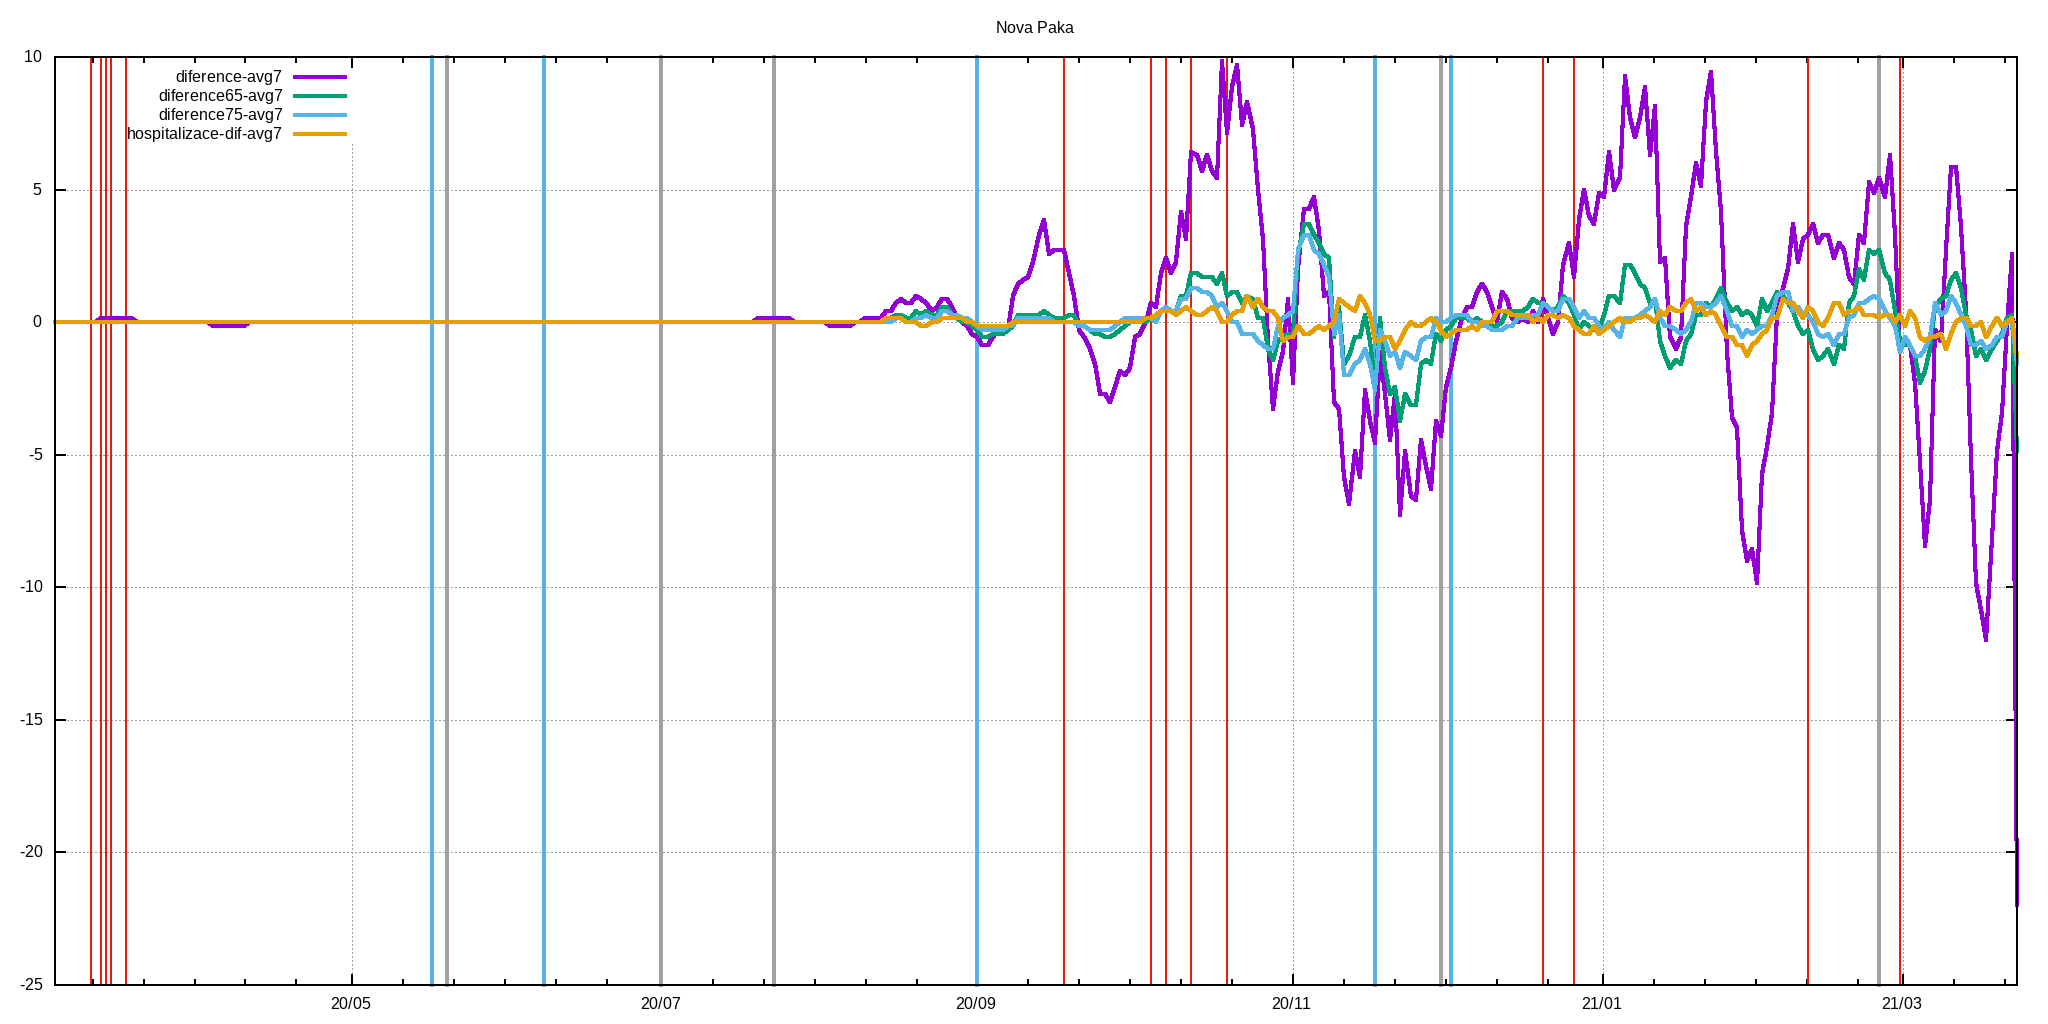 Nova Paka
10
diference-avg7
diference65-avg7
diference75-avg7
hospitalizace-dif-avg7
5
0
-5
-10
-15
-20
-25
20/05 20/07 20/09 20/11 21/01 21/03